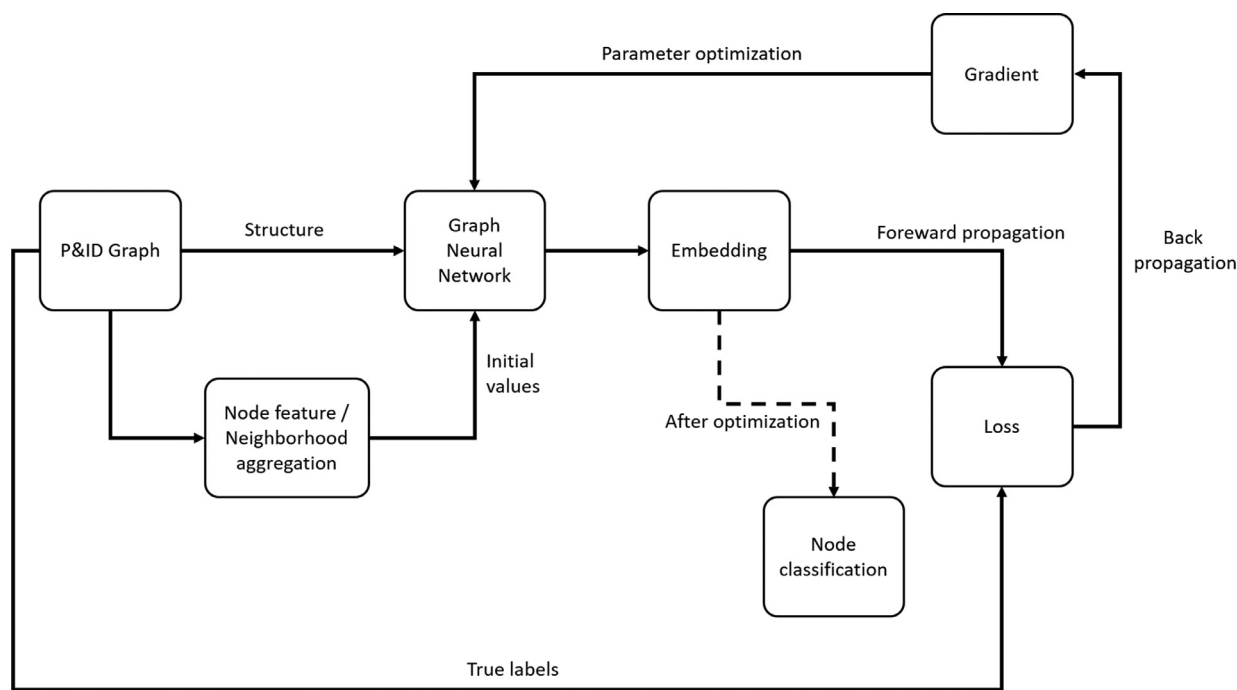 Parameter optimization
Gradient
P&ID Graph
Structure
Graph
Neural
Network
Embedding
Foreward propagation
Back
propagation
Initial
values
Node feature /
Neighborhood
aggregation
After optimization
Loss
Node
classification
True labels